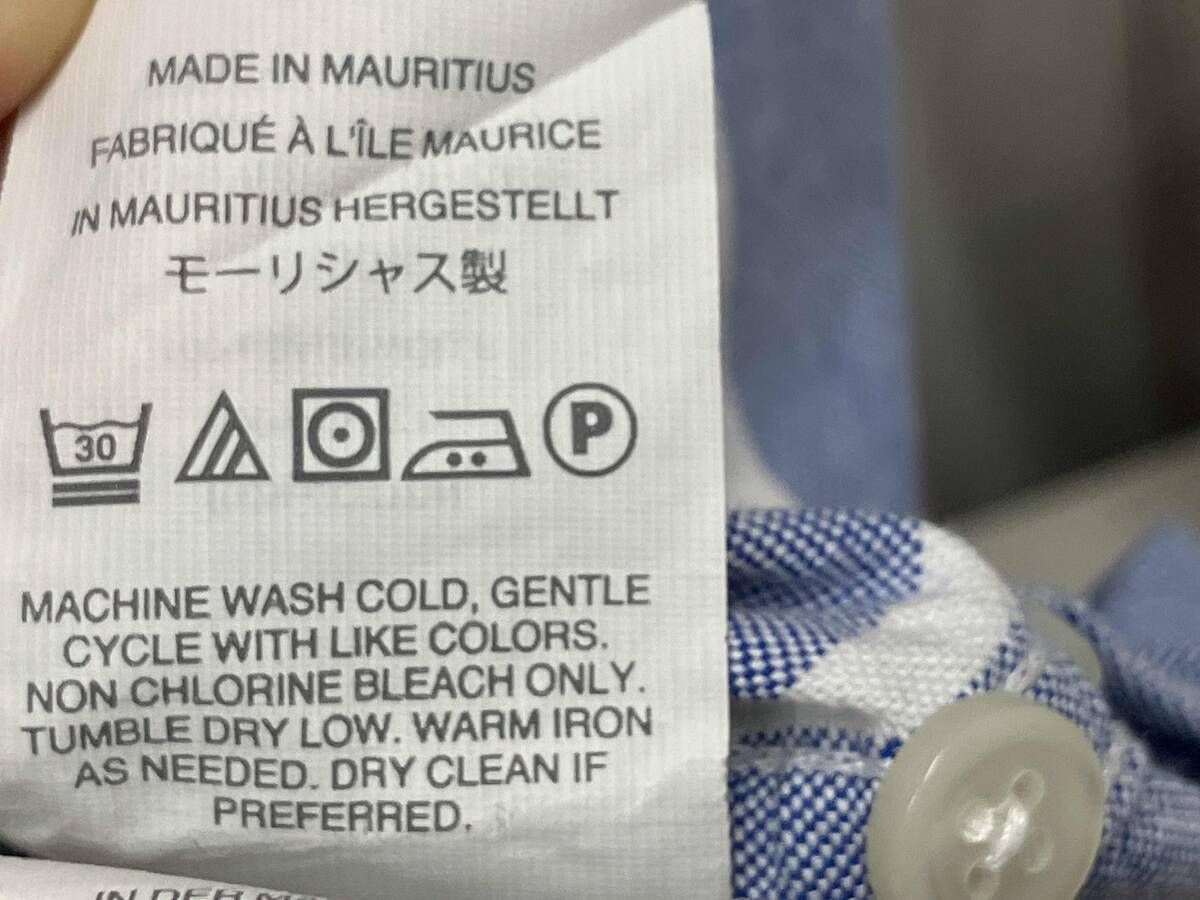 MADE IN MAURITIUS
FABRIQUÉ À L'ÎLE MAURICE
IN MAURITIUS HERGESTELLT
モーリシャス製
30 P
MACHINE WASH COLD, GENTLE
CYCLE WITH LIKE COLORS.
NON CHLORINE BLEACH ONLY.
TUMBLE DRY LOW. WARM IRON
AS NEEDED. DRY CLEAN IF
PREFERRED.
IN DER